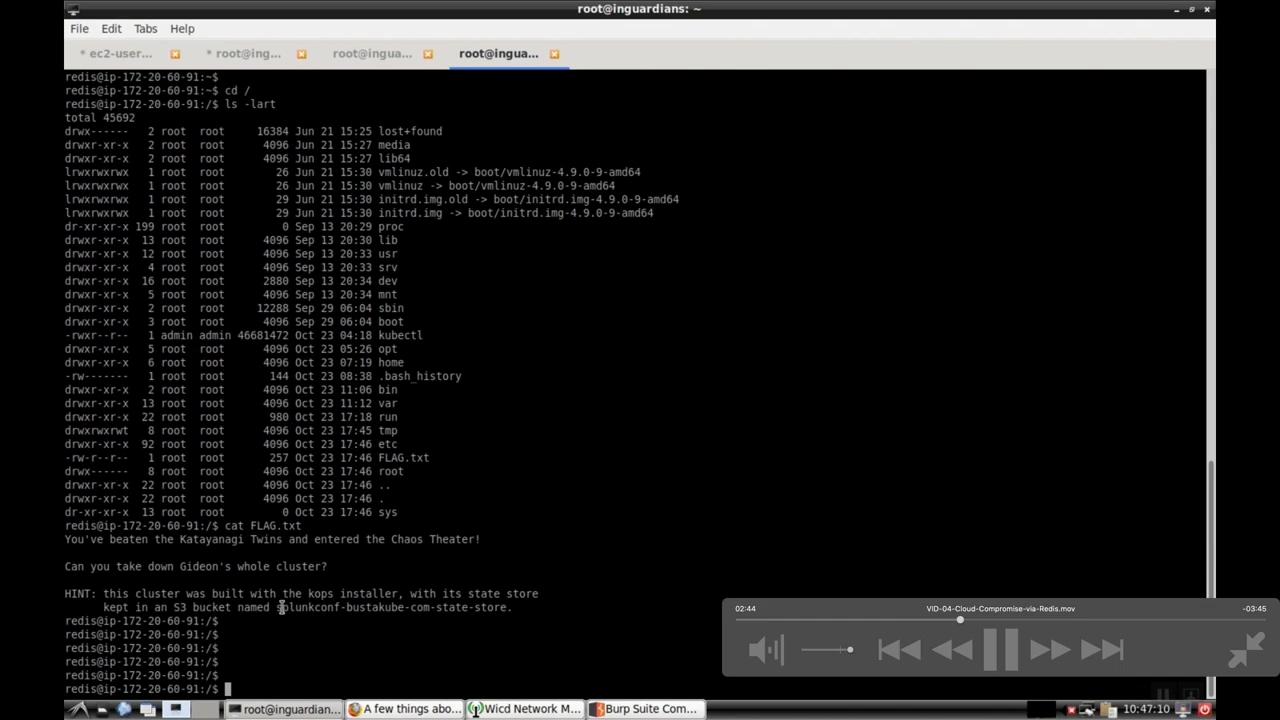 root@inguardians: ~
File Edit Tabs Help
* ec2-user... * root@ing... root@ingua... root@ingua...
redis@ip-172-20-60-91:~$
redis@ip-172-20-60-91:~$ cd /
redis@ip-172-20-60-91:/$ ls -lart
total 45692
drwx------ 2 root root 16384 Jun 21 15:25 lost+found
drwxr-xr-x 2 root root 4096 Jun 21 15:27 media
drwxr-xr-x 2 root root 4096 Jun 21 15:27 lib64
lrwxrwxrwx 1 root root 26 Jun 21 15:30 vmlinuz.old -> boot/vmlinuz-4.9.0-9-amd64
lrwxrwxrwx 1 root root 26 Jun 21 15:30 vmlinuz -> boot/vmlinuz-4.9.0-9-amd64
lrwxrwxrwx 1 root root 29 Jun 21 15:30 initrd.img.old -> boot/initrd.img-4.9.0-9-amd64
lrwxrwxrwx 1 root root 29 Jun 21 15:30 initrd.img -> boot/initrd.img-4.9.0-9-amd64
dr-xr-xr-x 199 root root 0 Sep 13 20:29 proc
drwxr-xr-x 13 root root 4096 Sep 13 20:30 lib
drwxr-xr-x 12 root root 4096 Sep 13 20:33 usr
drwxr-xr-x 4 root root 4096 Sep 13 20:33 srv
drwxr-xr-x 16 root root 2880 Sep 13 20:34 dev
drwxr-xr-x 5 root root 4096 Sep 13 20:34 mnt
drwxr-xr-x 2 root root 12288 Sep 29 06:04 sbin
drwxr-xr-x 3 root root 4096 Sep 29 06:04 boot
-rwxr--r-- 1 admin admin 46681472 Oct 23 04:18 kubectl
drwxr-xr-x 5 root root 4096 Oct 23 05:26 opt
drwxr-xr-x 6 root root 4096 Oct 23 07:19 home
-rw------- 1 root root 144 Oct 23 08:38 .bash_history
drwxr-xr-x 2 root root 4096 Oct 23 11:06 bin
drwxr-xr-x 13 root root 4096 Oct 23 11:12 var
drwxr-xr-x 22 root root 980 Oct 23 17:18 run
drwxrwxrwt 8 root root 4096 Oct 23 17:45 tmp
drwxr-xr-x 92 root root 4096 Oct 23 17:46 etc
-rw-r--r-- 1 root root 257 Oct 23 17:46 FLAG.txt
drwx------ 8 root root 4096 Oct 23 17:46 root
drwxr-xr-x 22 root root 4096 Oct 23 17:46 ..
drwxr-xr-x 22 root root 4096 Oct 23 17:46 .
dr-xr-xr-x 13 root root 0 Oct 23 17:46 sys
redis@ip-172-20-60-91:/$ cat FLAG.txt
You've beaten the Katayanagi Twins and entered the Chaos Theater!
Can you take down Gideon's whole cluster?
HINT: this cluster was built with the kops installer, with its state store
kept in an S3 bucket named splunkconf-bustakube-com-state-store.
redis@ip-172-20-60-91:/$
redis@ip-172-20-60-91:/$
redis@ip-172-20-60-91:/$
redis@ip-172-20-60-91:/$
redis@ip-172-20-60-91:/$
redis@ip-172-20-60-91:/$
02:44 VID-04-Cloud-Compromise-via-Redis.mov -03:45
root@inguardian... A few things abo... Wicd Network M... Burp Suite Com... 10:47:10